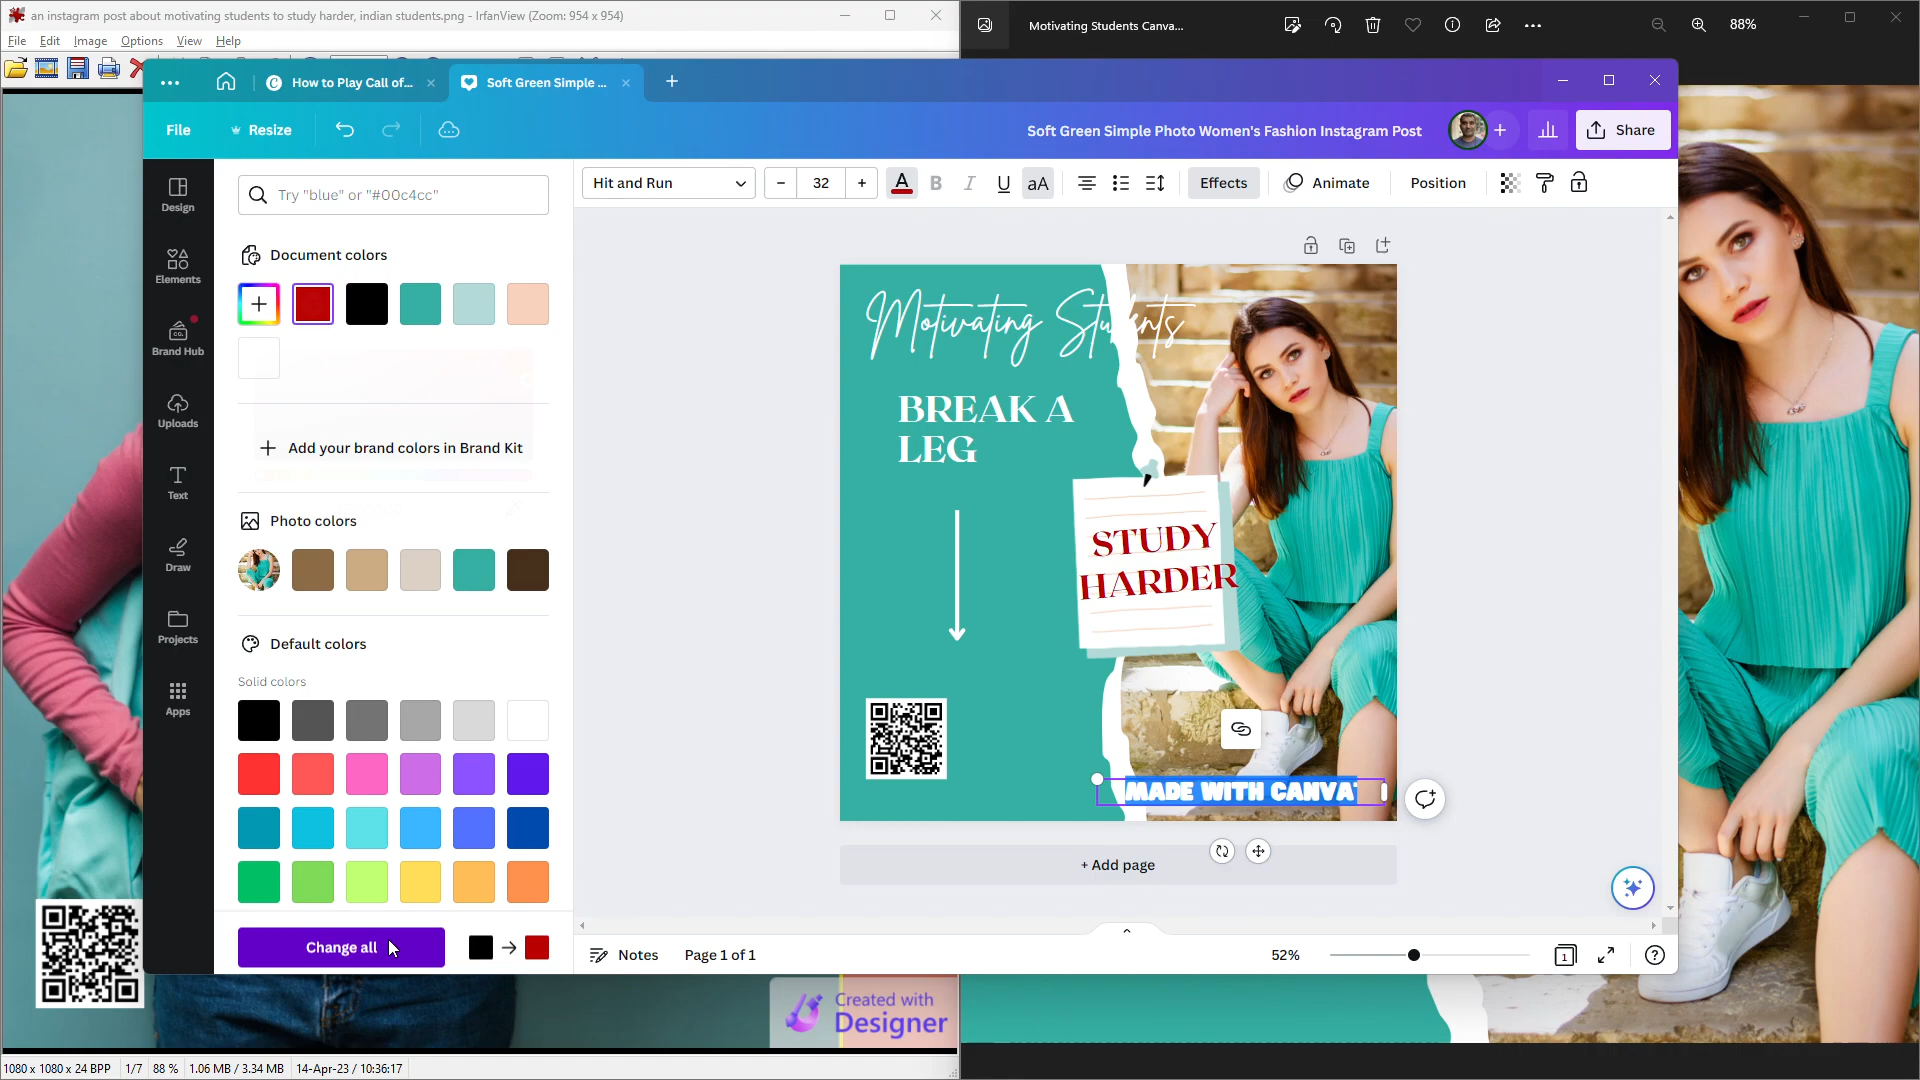 an instagram post about motivating students to study harder, indian students.png - IrfanView (Zoom: 954 x 954)
File Edit Image Options View Help
Motivating Students Canva...
88%
How to Play Call of...
Soft Green Simple ...
File
Resize
Soft Green Simple Photo Women's Fashion Instagram Post
Share
Hit and Run
32
A
B
I
U
aA
Effects
Animate
Position
Design
Elements
Brand Hub
Uploads
Text
Draw
Projects
Apps
Try "blue" or "#00c4cc"
Document colors
Add your brand colors in Brand Kit
Photo colors
Default colors
Solid colors
Change all
Motivating Students
BREAK A
LEG
STUDY
HARDER
MADE WITH CANVA
+ Add page
Notes
Page 1 of 1
52%
1
Created with
Designer
1080 x 1080 x 24 BPP
1/7
88 %
1.06 MB / 3.34 MB
14-Apr-23 / 10:36:17